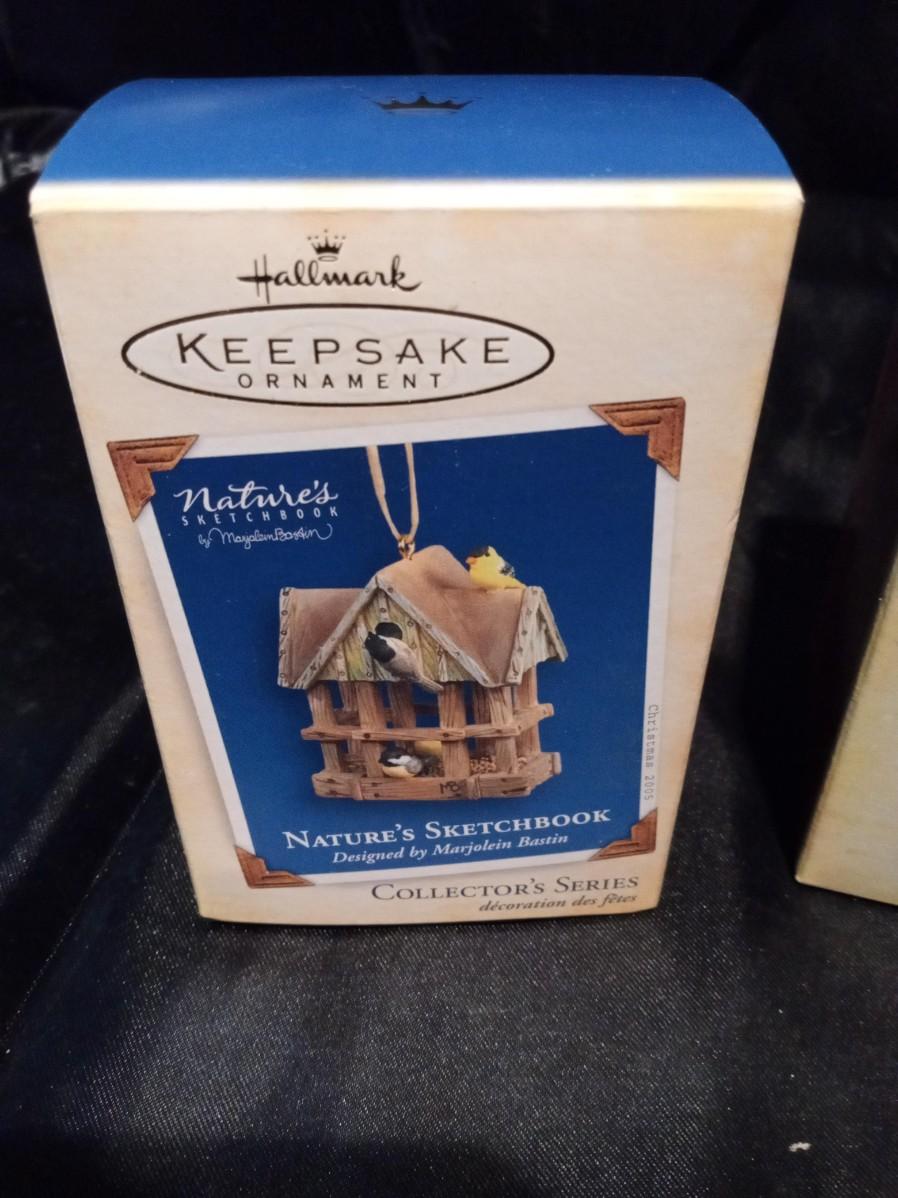 Hallmark
KEEPSAKE
ORNAMENT
Nature's
SKETCHBOOK
by Marjolein Bastin
Christmas 2005
MB
NATURE'S SKETCHBOOK
Designed by Marjolein Bastin
COLLECTOR'S SERIES
décoration des fêtes